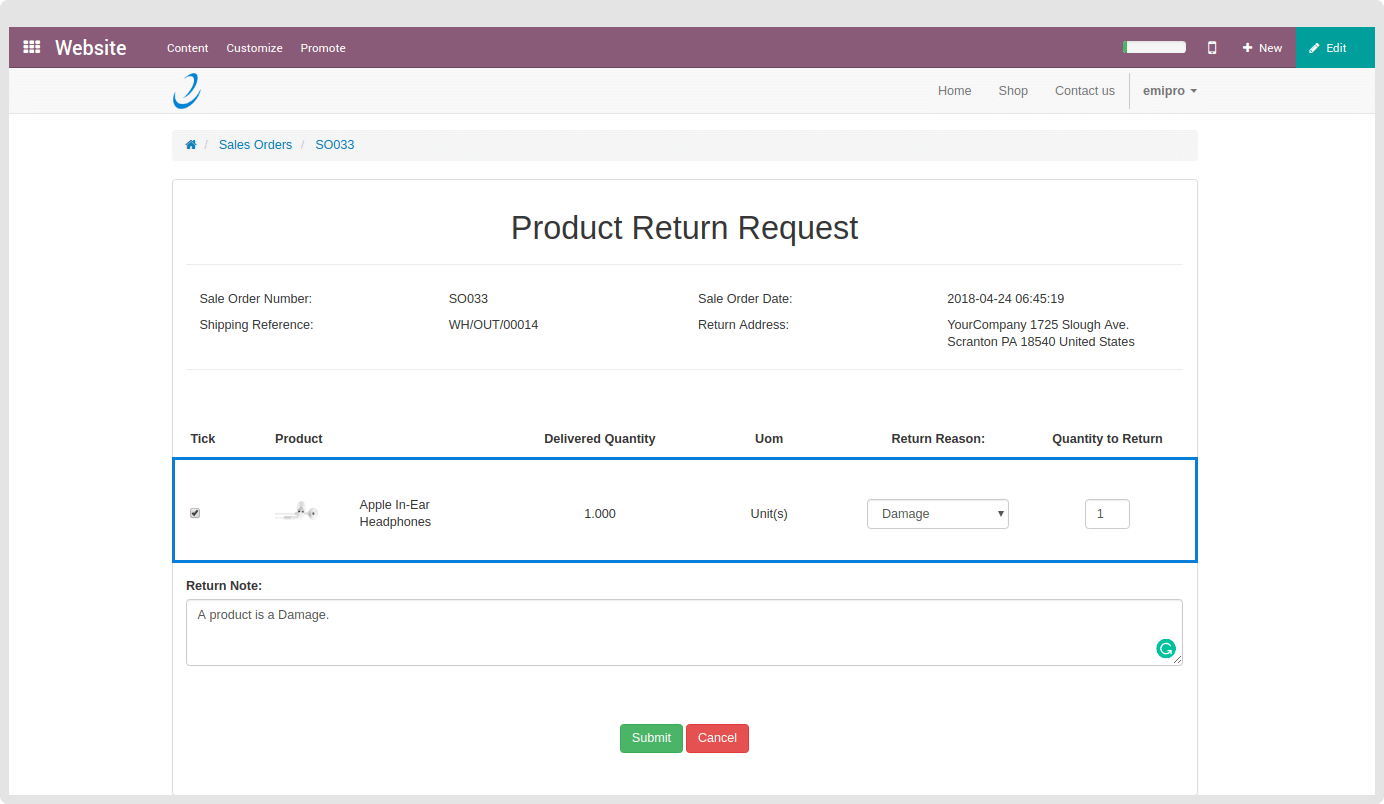 Website Content Customize Promote New Edit
Home Shop Contact us emipro
/ Sales Orders / SO033
Product Return Request
Sale Order Number: SO033 Sale Order Date: 2018-04-24 06:45:19
Shipping Reference: WH/OUT/00014 Return Address: YourCompany 1725 Slough Ave.
Scranton PA 18540 United States
Tick Product Delivered Quantity Uom Return Reason: Quantity to Return
Apple In-Ear
Headphones
1.000 Unit(s) Damage 1
Return Note:
A product is a Damage.
Submit Cancel